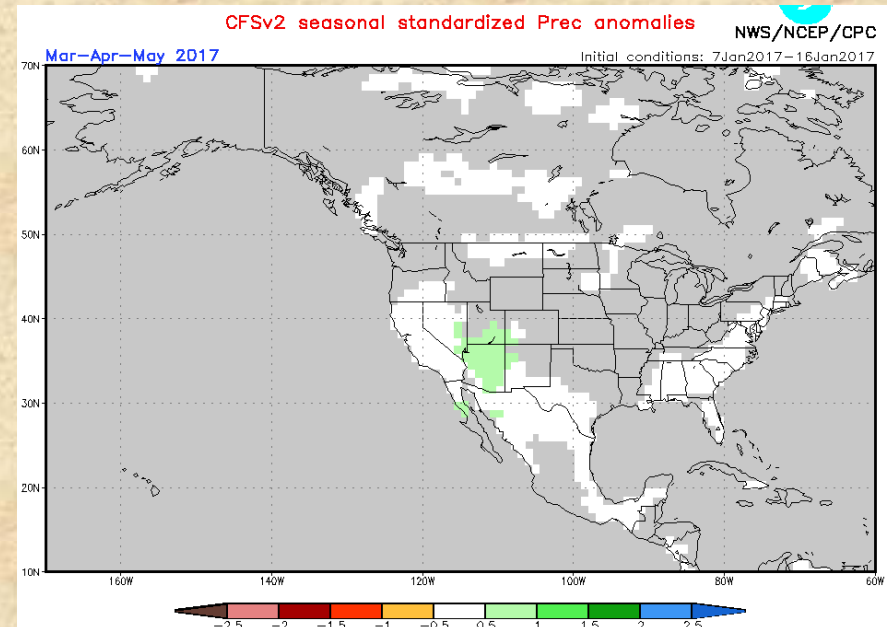 CFSv2 seasonal standardized Prec anomalies
NWS/NCEP/CPC
Mar-Apr-May 2017
Initial conditions: 7Jan2017-16Jan2017
70N
60N
50N
40N
30N
20N
10N
160W 140W 120W 100W 80W 60W
-2.5 -2 -1.5 -1 -0.5 0.5 1 1.5 2 2.5